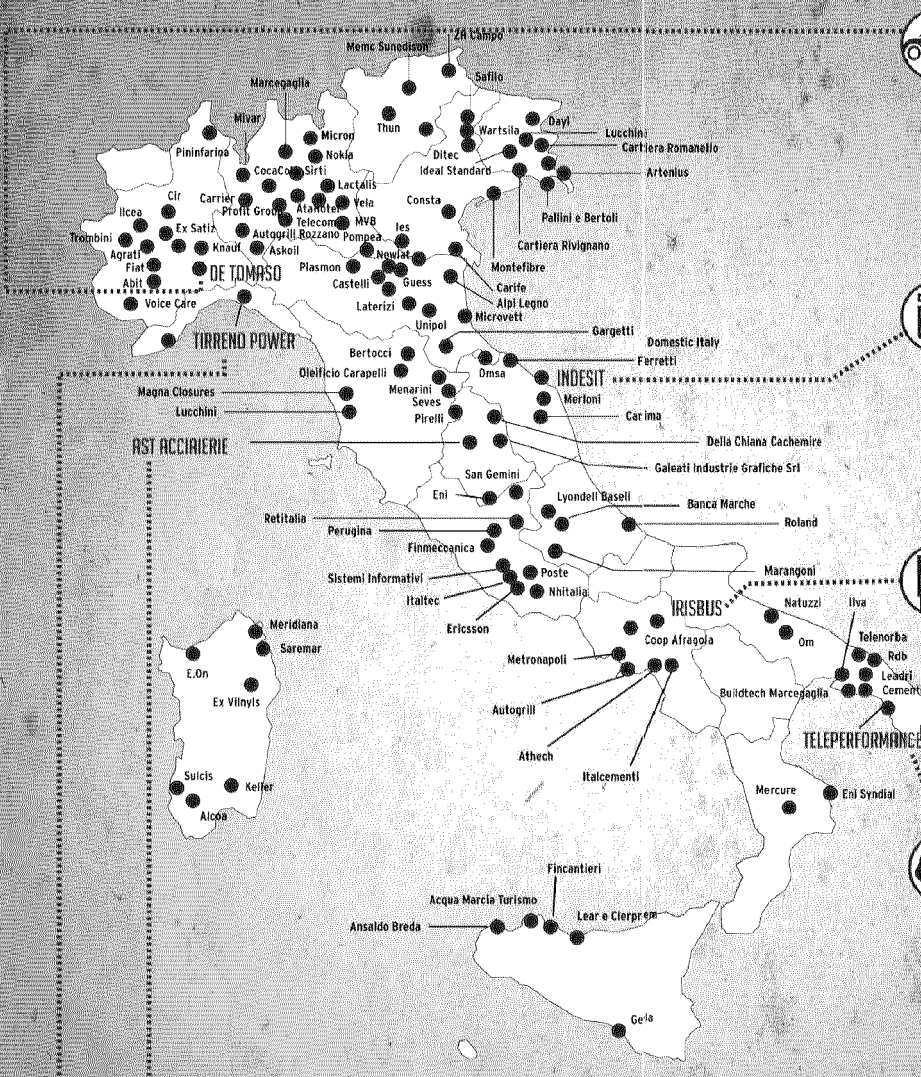 ZA Campo
Memc Sunedison
Marcegaglia
Safilo
Mivar
Micron
Thun
Wartsila
Dayl
Lucchini
Pininfarina
Nokia
Ditec
Cartiera Romanello
CocaCola
Sirti
Ideal Standard
Artenius
Cir
Carrier
Lactalis
Consta
Profit Group
Atahotel
Vela
Ilcea
Telecom
MVB
Pallini e Bertoli
Ex Satiz
Autogrill Rozzano
Pompea
Ies
Trombini
Knauf
Askoil
Cartiera Rivignano
Agrati
Newlat
Fiat
DE TOMASO
Plasmon
Montefibre
Abit
Castelli
Guess
Carife
Voice Care
Laterizi
Alpi Legno
Unipol
Microvett
TIRRENO POWER
Gargetti
Domestic Italy
Bertocci
Ferretti
Oleificio Carapelli
Omsa
INDESIT
Magna Closures
Menarini
Merloni
Seves
Lucchini
Pirelli
Carima
AST ACCIAIERIE
Della Chiana Cachemire
Galeati Industrie Grafiche Srl
San Gemini
Eni
Lyondell Baseli
Banca Marche
Retitalia
Roland
Perugina
Finmeccanica
Sistemi Informativi
Poste
Marangoni
Italtec
Nhitalia
Ericsson
IRISBUS
Natuzzi
Ilva
Meridiana
Coop Afragola
Om
Telenorba
Saremar
Metronapoli
Rdb
E.On
Leadri
Ex Vilnyls
Autogrill
Buildtech Marcegaglia
Cement
Athech
TELEPERFORMANCE
Italcementi
Sulcis
Keller
Mercure
Eni Syndial
Alcoa
Fincantieri
Acqua Marcia Turismo
Ansaldo Breda
Lear e Clerprem
Gela